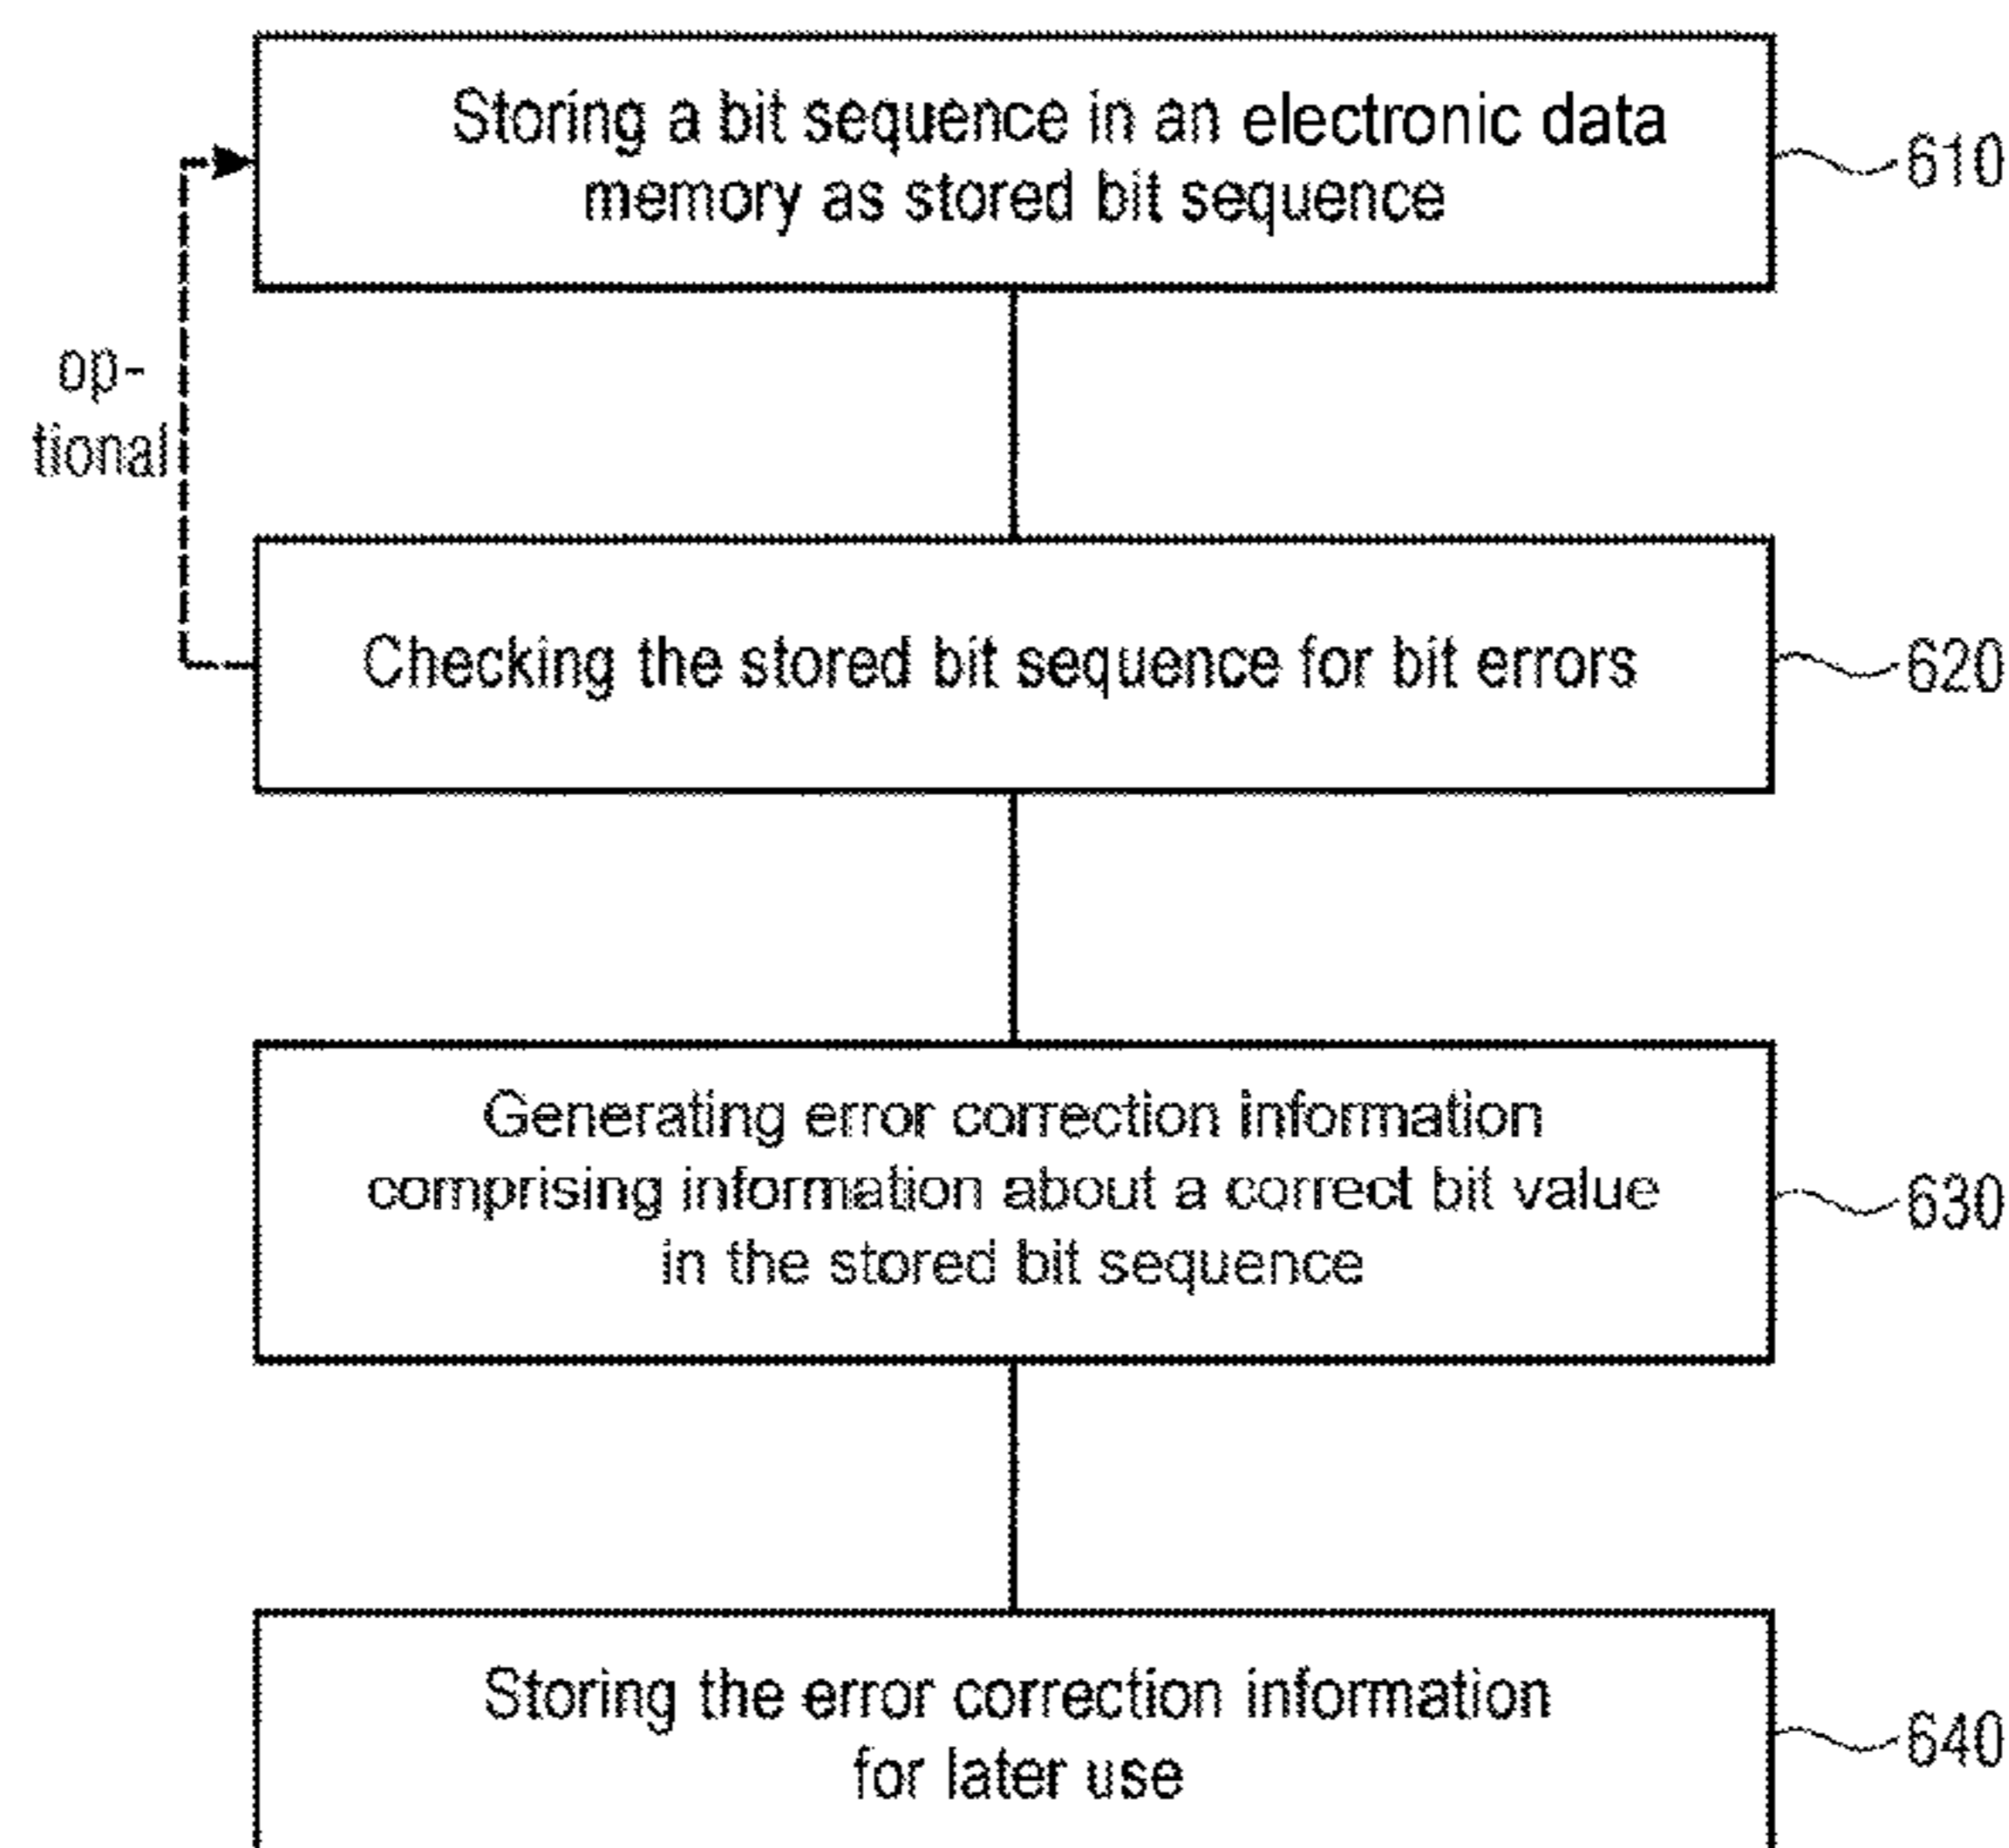 Storing a bit sequence in an electronic data
memory as stored bit sequence
610
op-
tional
Checking the stored bit sequence for bit errors
620
Generating error correction information
comprising information about a correct bit value
in the stored bit sequence
630
Storing the error correction information
for later use
640